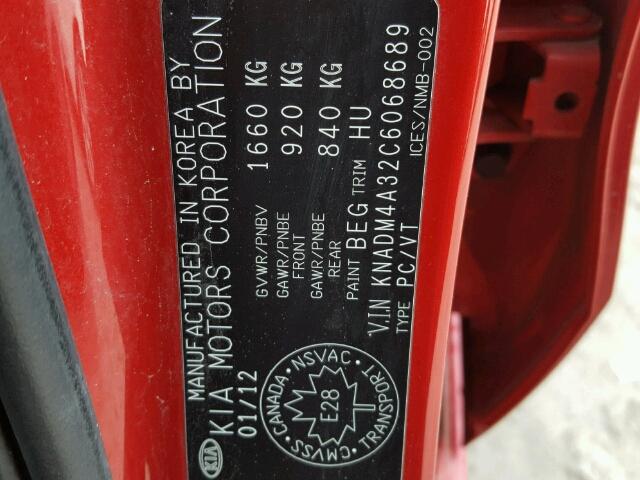 MANUFACTURED IN KOREA BY
KIA MOTORS CORPORATION
01/12
GVWR/PNBV 1660 KG
GAWR/PNBE 920 KG
FRONT
GAWR/PNBE 840 KG
REAR
PAINT BEG TRIM HU
V.I.N KNADM4A32C6068689
TYPE PC/VT ICES/NMB-002
KIA
CMVSS - CANADA - NSVAC
TRANSPORT
E28